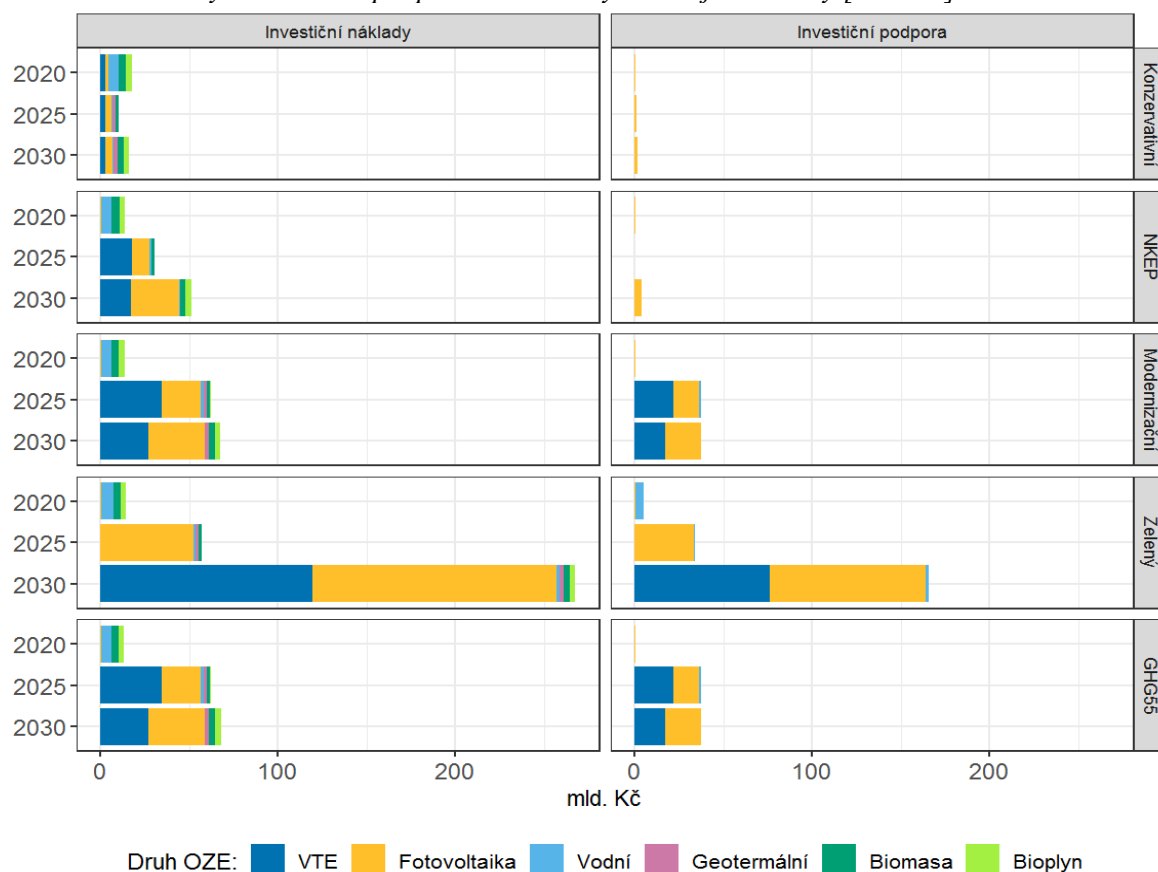 Investiční náklady Investiční podpora
2020
2025
2030
Konzervativní
2020
2025
2030
NKEP
2020
2025
2030
Modernizační
2020
2025
2030
Zelený
2020
2025
2030
GHG55
0 100 200 0 100 200
mld. Kč
Druh OZE: VTE Fotovoltaika Vodní Geotermální Biomasa Bioplyn